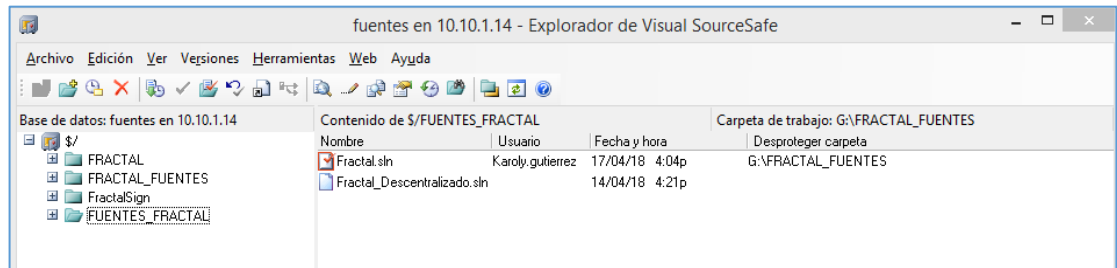 fuentes en 10.10.1.14 - Explorador de Visual SourceSafe
Archivo Edición Ver Versiones Herramientas Web Ayuda
Base de datos: fuentes en 10.10.1.14
Contenido de $/FUENTES_FRACTAL
Carpeta de trabajo: G:\FRACTAL_FUENTES
$/
FRACTAL
FRACTAL_FUENTES
FractalSign
FUENTES_FRACTAL
Nombre Usuario Fecha y hora Desproteger carpeta
Fractal.sln Karoly.gutierrez 17/04/18 4:04p G:\FRACTAL_FUENTES
Fractal_Descentralizado.sln 14/04/18 4:21p